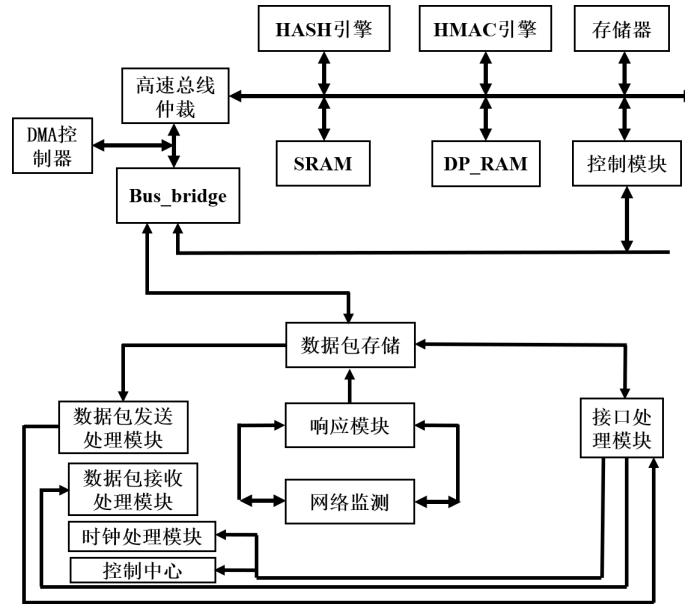 HASH引擎
HMAC引擎
存储器
高速总线
仲裁
DMA控
制器
SRAM
DP_RAM
控制模块
Bus_bridge
数据包存储
数据包发送
处理模块
响应模块
接口处
理模块
数据包接收
处理模块
网络监测
时钟处理模块
控制中心